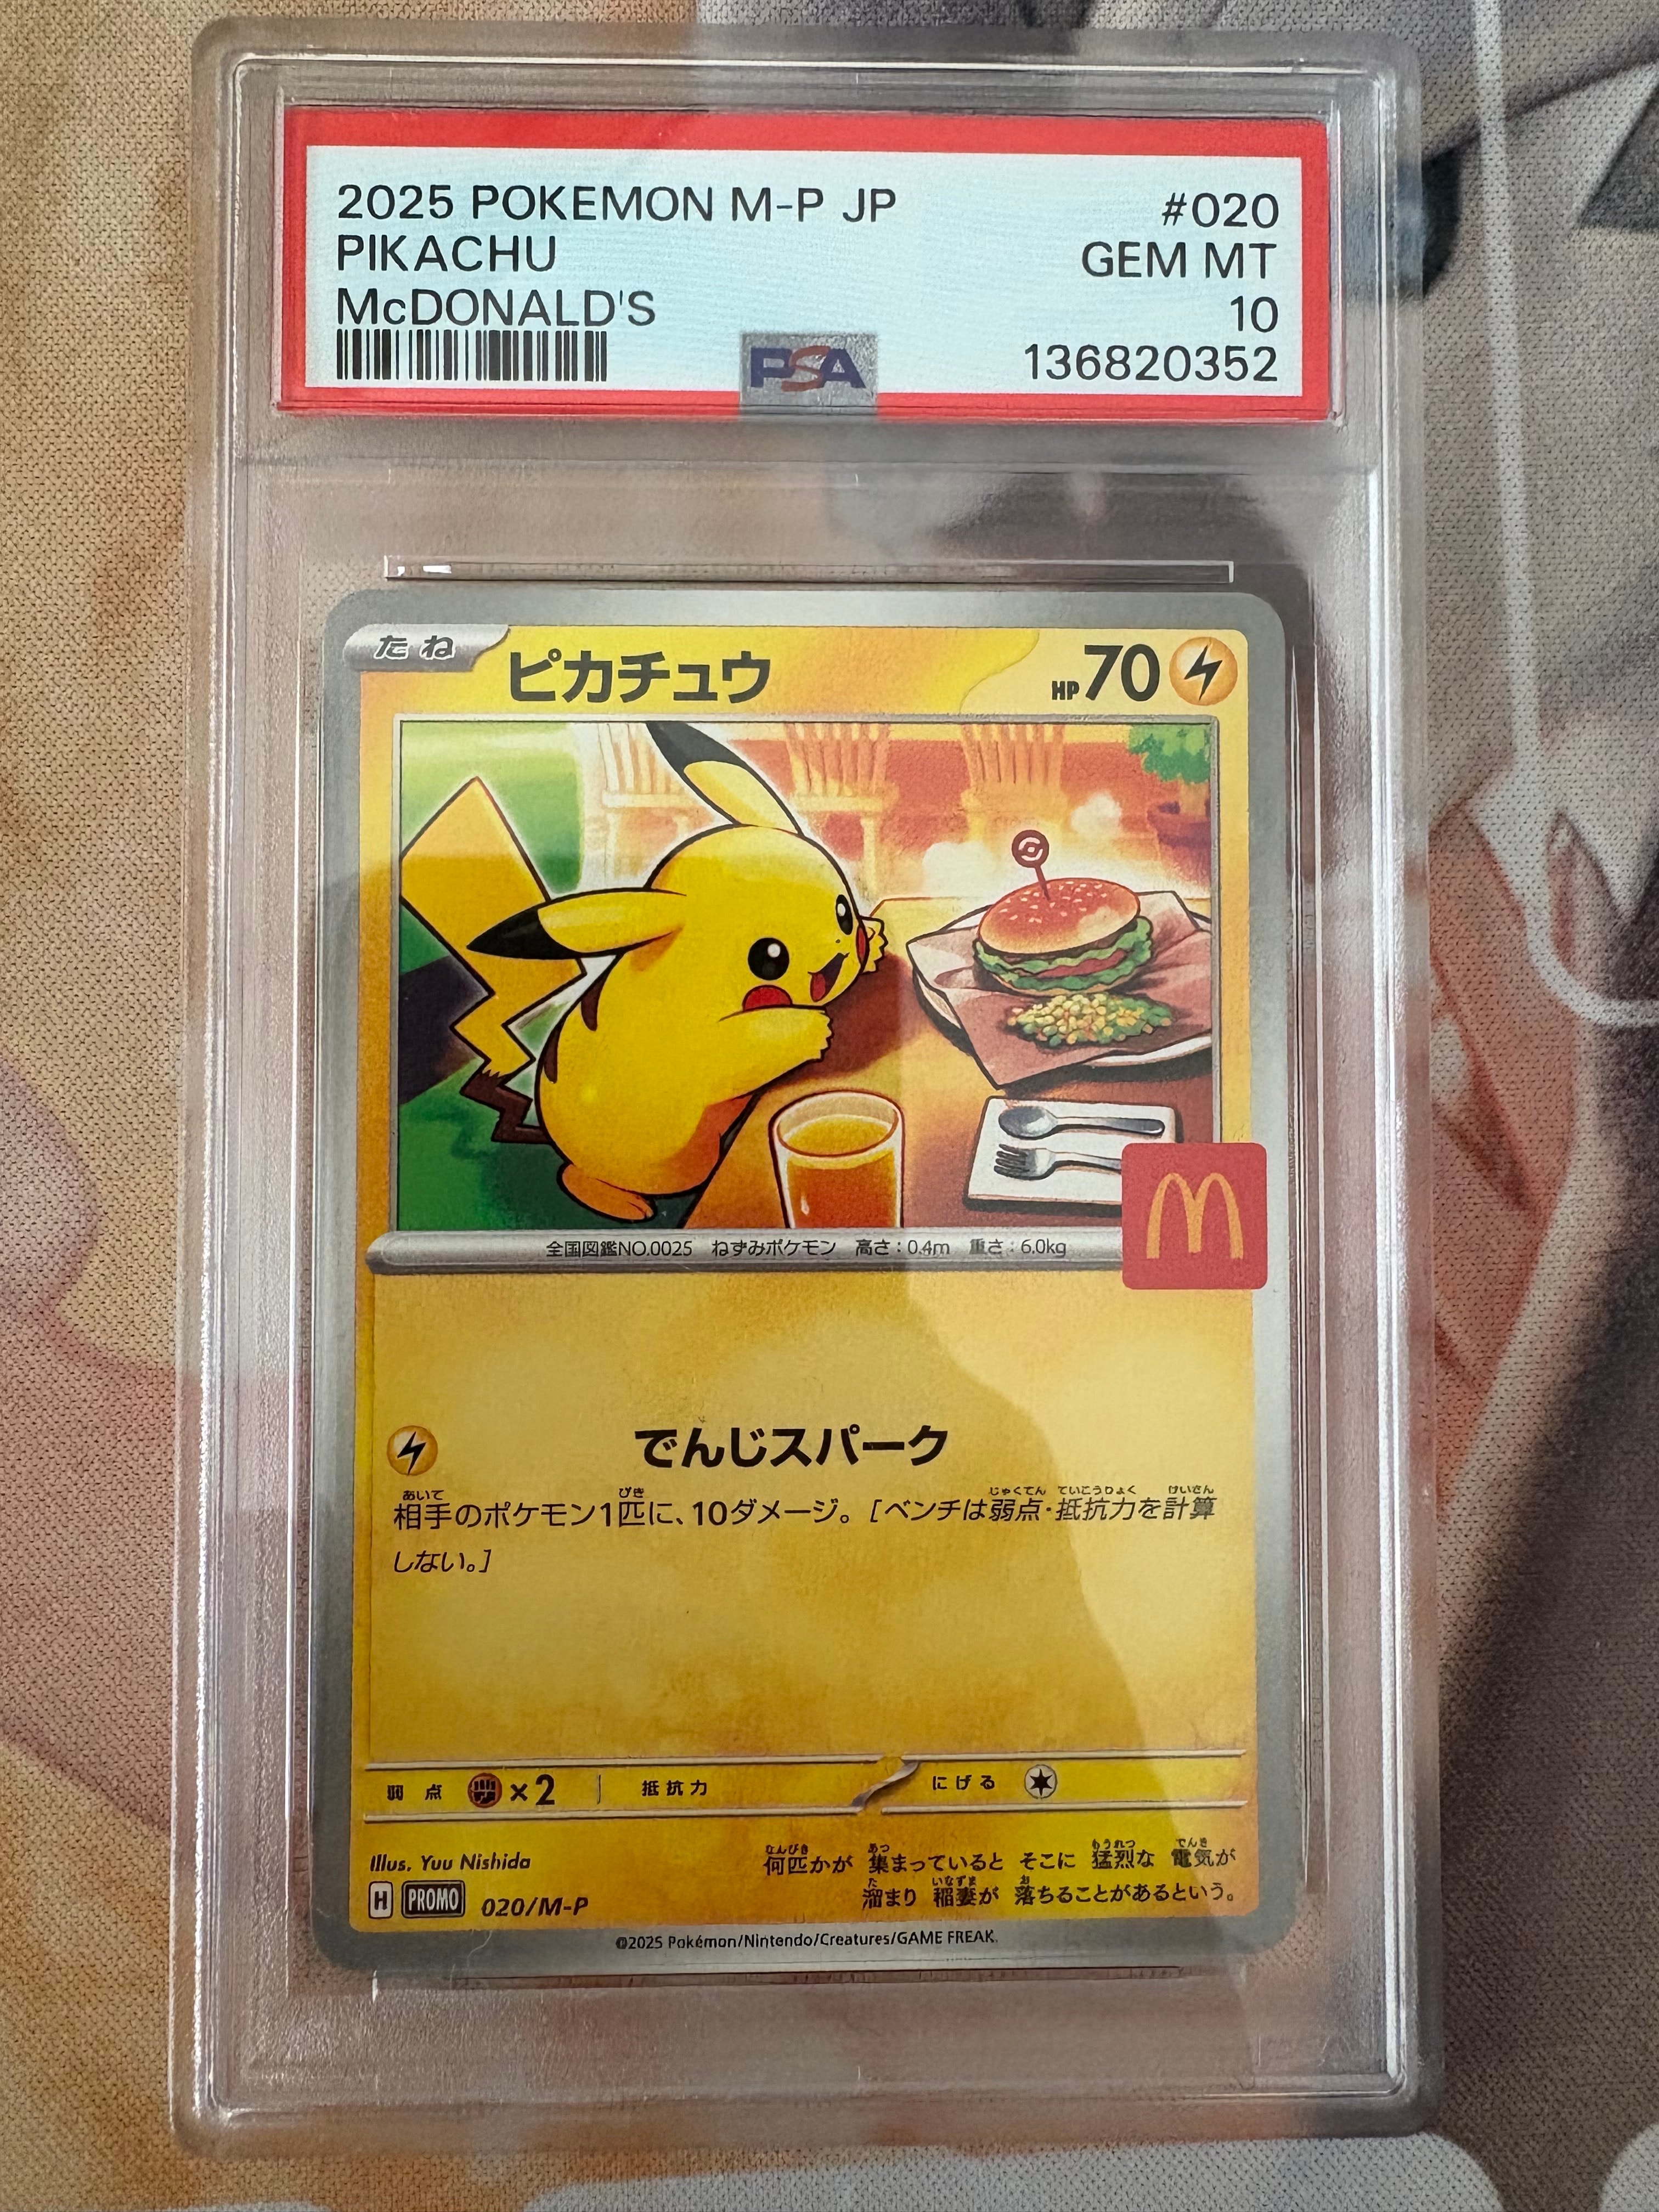 2025 POKEMON M-P JP #020
PIKACHU GEM MT
McDONALD'S 10
PSA 136820352
たね ピカチュウ HP70
M
全国図鑑NO.0025 ねずみポケモン 高さ:0.4m 重さ:6.0kg
でんじスパーク
相手のポケモン1匹に、10ダメージ。[ベンチは弱点・抵抗力を計算
しない。]
弱点 ×2 抵抗力 にげる
Illus. Yuu Nishida
何匹かが 集まっていると そこに 猛烈な 電気が
溜まり 稲妻が 落ちることがあるという。
H PROMO 020/M-P
©2025 Pokémon/Nintendo/Creatures/GAME FREAK.